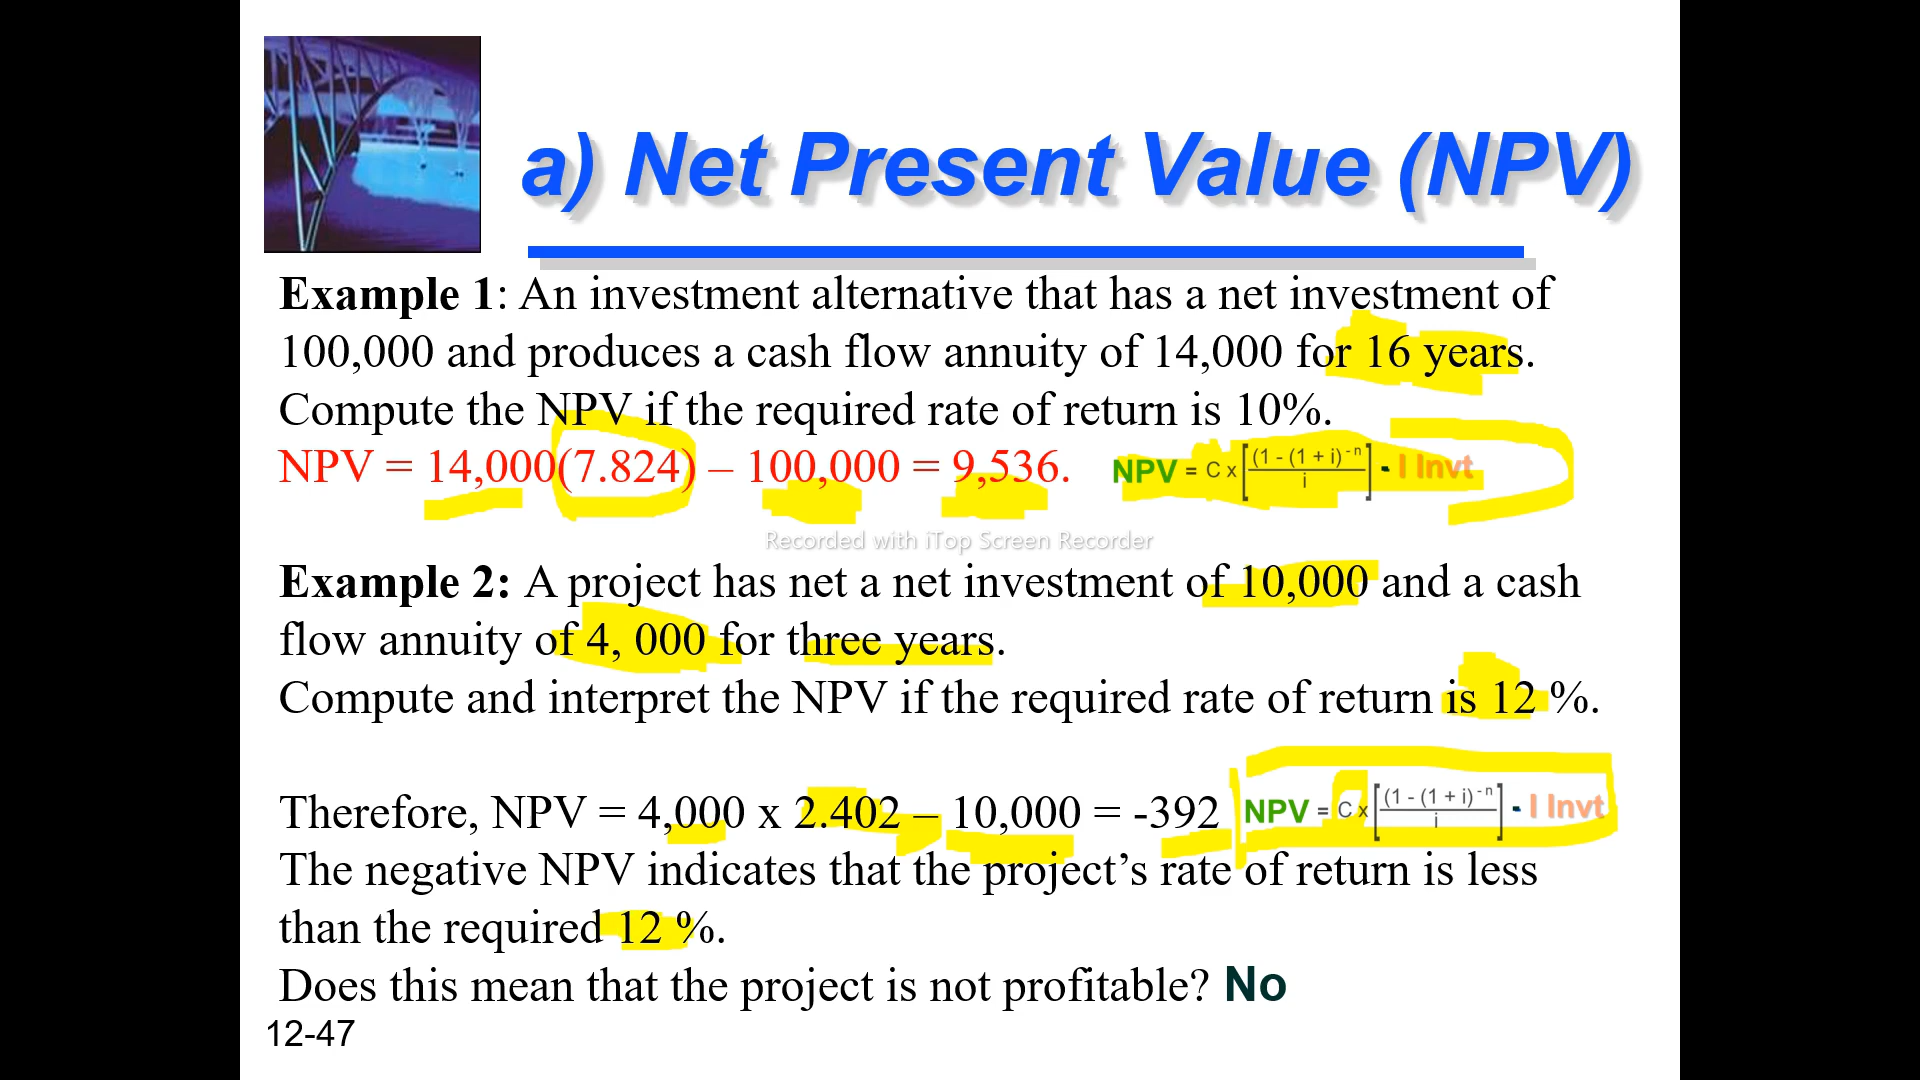 a) Net Present Value (NPV)
Example 1: An investment alternative that has a net investment of
100,000 and produces a cash flow annuity of 14,000 for 16 years.
Compute the NPV if the required rate of return is 10%.
NPV = 14,000(7.824) – 100,000 = 9,536. NPV = C x [(1 - (1 + i)⁻ⁿ / i] - I Invt
Recorded with iTop Screen Recorder
Example 2: A project has net a net investment of 10,000 and a cash
flow annuity of 4, 000 for three years.
Compute and interpret the NPV if the required rate of return is 12 %.
Therefore, NPV = 4,000 x 2.402 – 10,000 = -392 NPV = C x [(1 - (1 + i)⁻ⁿ / i] - I Invt
The negative NPV indicates that the project’s rate of return is less
than the required 12 %.
Does this mean that the project is not profitable? No
12-47